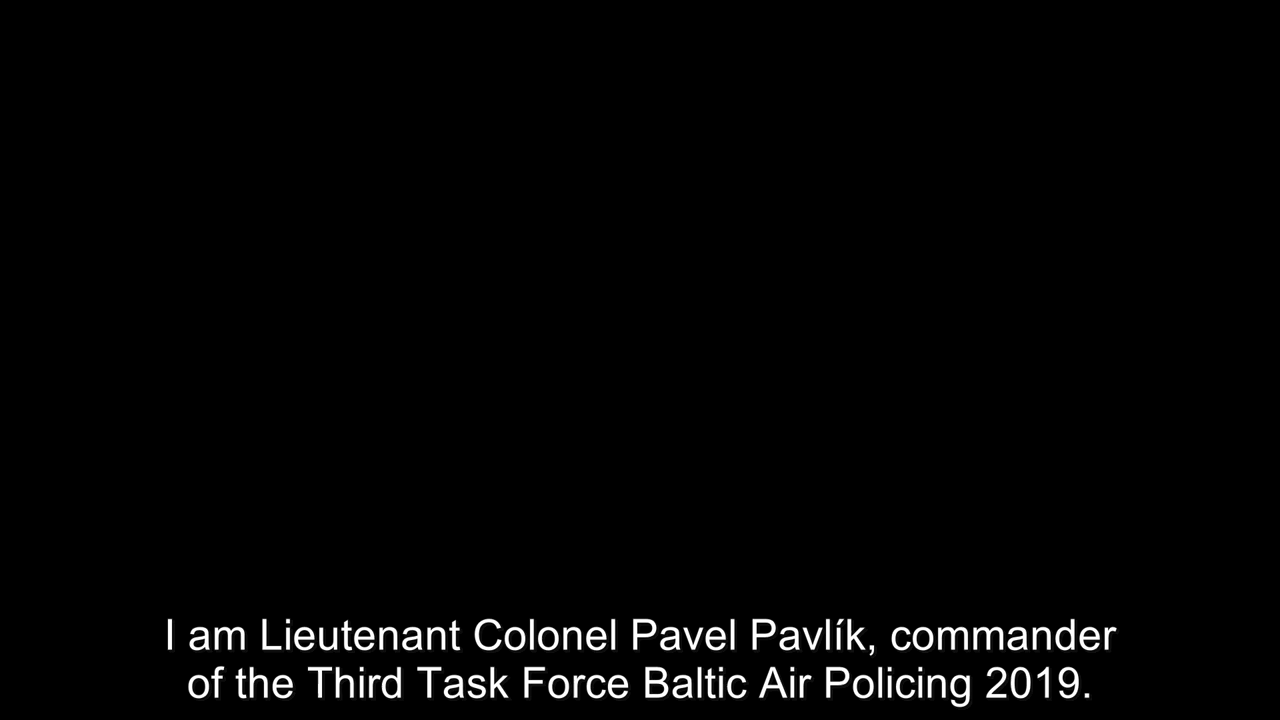 I am Lieutenant Colonel Pavel Pavlík, commander
of the Third Task Force Baltic Air Policing 2019.